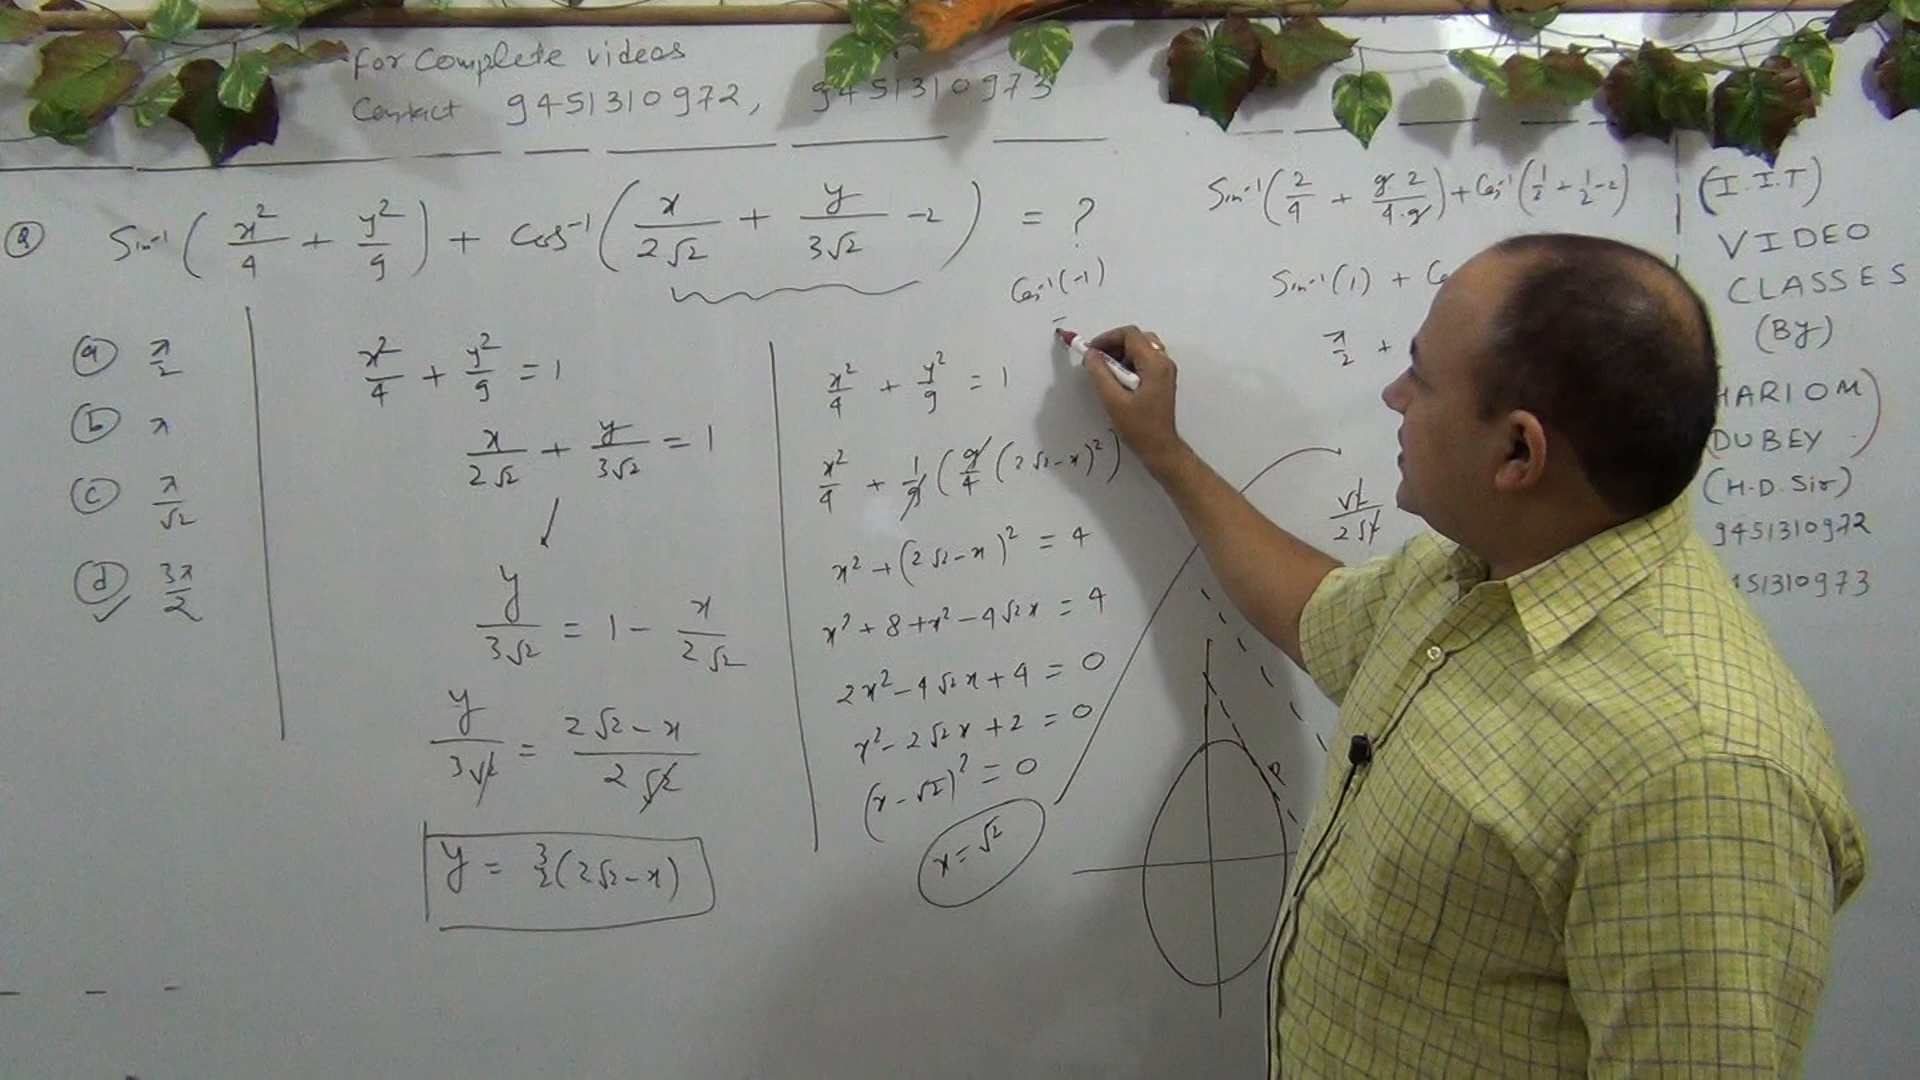 For Complete videos
Contact 9451310972, 9451310973
Q Sin⁻¹(x²/4 + y²/9) + Cos⁻¹(x/2√2 + y/3√2 -2) = ?
a π/2
b π
c π/√2
d 3π/2
x²/4 + y²/9 = 1
x/2√2 + y/3√2 = 1
y/3√2 = 1 - x/2√2
y/3√2 = 2√2 - x/2√2
y = 3/2(2√2 - x)
Cos⁻¹(-1)
x²/4 + y²/9 = 1
x²/4 + 1/9(9/4(2√2-x)²)
x² + (2√2-x)² = 4
x² + 8 + x² - 4√2x = 4
2x² - 4√2x + 4 = 0
x² - 2√2x + 2 = 0
(x - √2)² = 0
x = √2
Sin⁻¹(2/4 + 9·2/4·9) + Cos⁻¹(1/2 + 1/2 -2)
Sin⁻¹(1) +
π/2 +
√2/2√2
P
(I.I.T)
VIDEO
CLASSES
(BY)
HARIOM
DUBEY)
(H.D. Sir)
9451310972
451310973